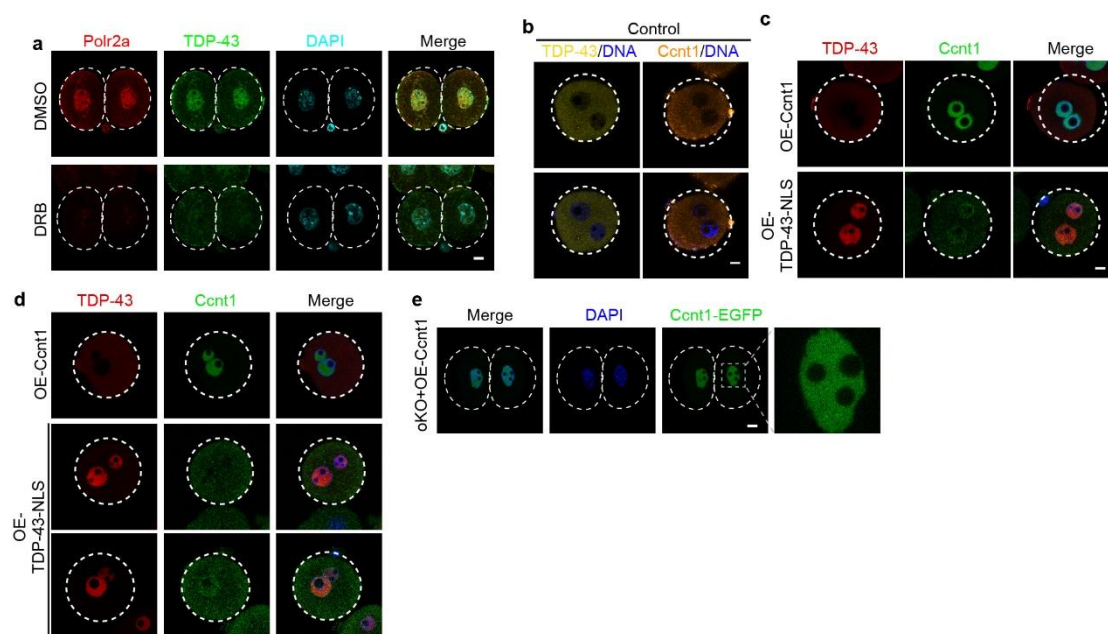 a
Polr2a TDP-43 DAPI Merge
DMSO
DRB
b
Control
TDP-43/DNA Ccnt1/DNA
c
TDP-43 Ccnt1 Merge
OE-Ccnt1
OE-
TDP-43-NLS
d
TDP-43 Ccnt1 Merge
OE-Ccnt1
OE-
TDP-43-NLS
e
Merge DAPI Ccnt1-EGFP
oKO+OE-Ccnt1